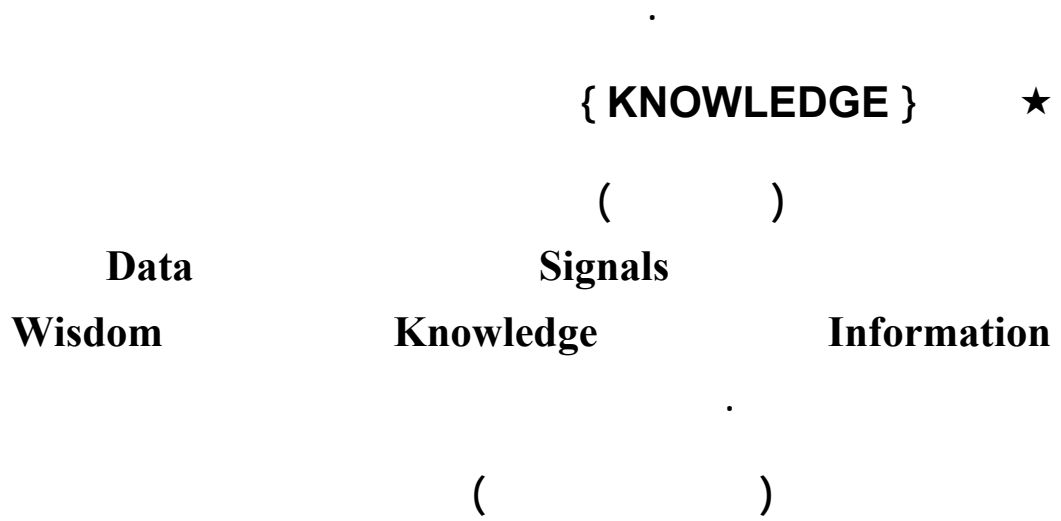 .
★ { KNOWLEDGE }
( )
Signals Data
Information Knowledge Wisdom
.
( )